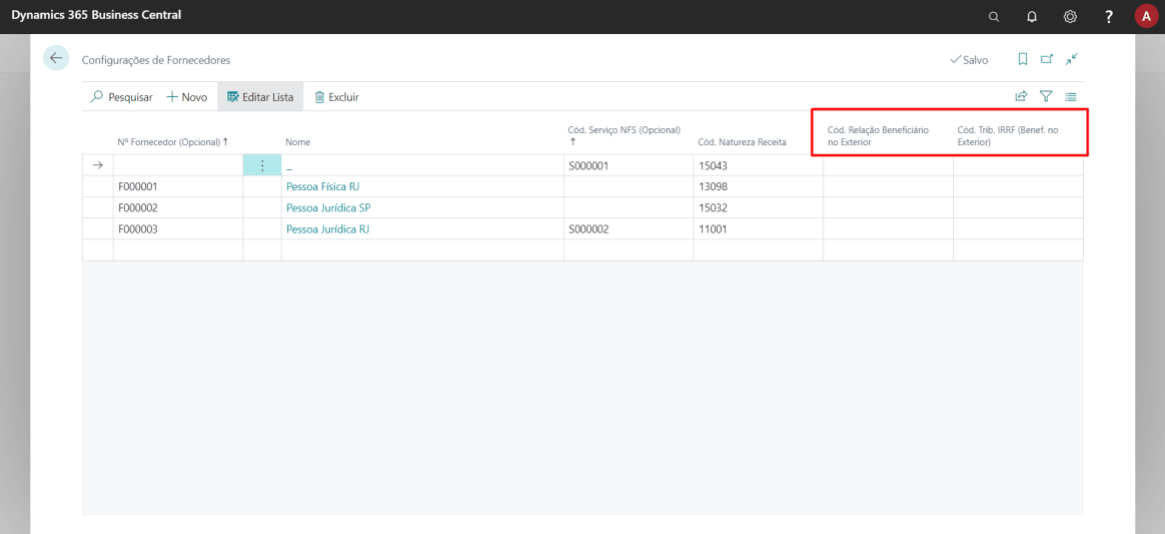 Dynamics 365 Business Central
?
A
Configurações de Fornecedores
Salvo
Pesquisar
Novo
Editar Lista
Excluir
Nº Fornecedor (Opcional) ↑
Nome
Cód. Serviço NFS (Opcional)
↑
Cód. Natureza Receita
Cód. Relação Beneficiário
no Exterior
Cód. Trib. IRRF (Benef. no
Exterior)
_
S000001
15043
F000001
Pessoa Física RJ
13098
F000002
Pessoa Jurídica SP
15032
F000003
Pessoa Jurídica RJ
S000002
11001